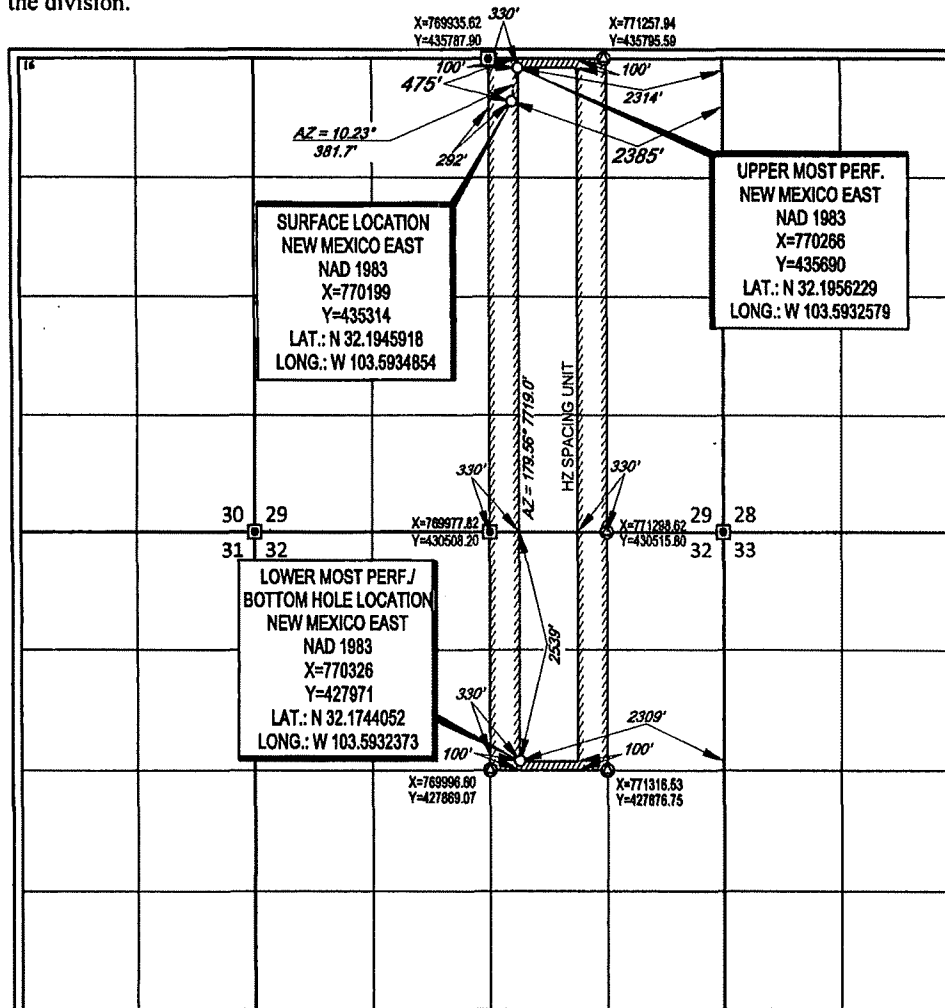 the division.
X=769935.62
Y=435787.90
330'
X=771257.94
Y=435795.59
16
100'
475'
100'
2314'
AZ = 10.23°
381.7'
292'
2385'
UPPER MOST PERF.
NEW MEXICO EAST
NAD 1983
X=770266
Y=435690
LAT.: N 32.1956229
LONG.: W 103.5932579
SURFACE LOCATION
NEW MEXICO EAST
NAD 1983
X=770199
Y=435314
LAT.: N 32.1945918
LONG.: W 103.5934854
AZ = 179.56° 7719.0'
HZ SPACING UNIT
330'
330'
30 29
31 32
X=769977.82
Y=430508.20
X=771298.62
Y=430515.60
29 28
32 33
LOWER MOST PERF./
BOTTOM HOLE LOCATION
NEW MEXICO EAST
NAD 1983
X=770326
Y=427971
LAT.: N 32.1744052
LONG.: W 103.5932373
2539'
330'
2309'
100'
100'
X=769996.60
Y=427869.07
X=771316.53
Y=427876.75